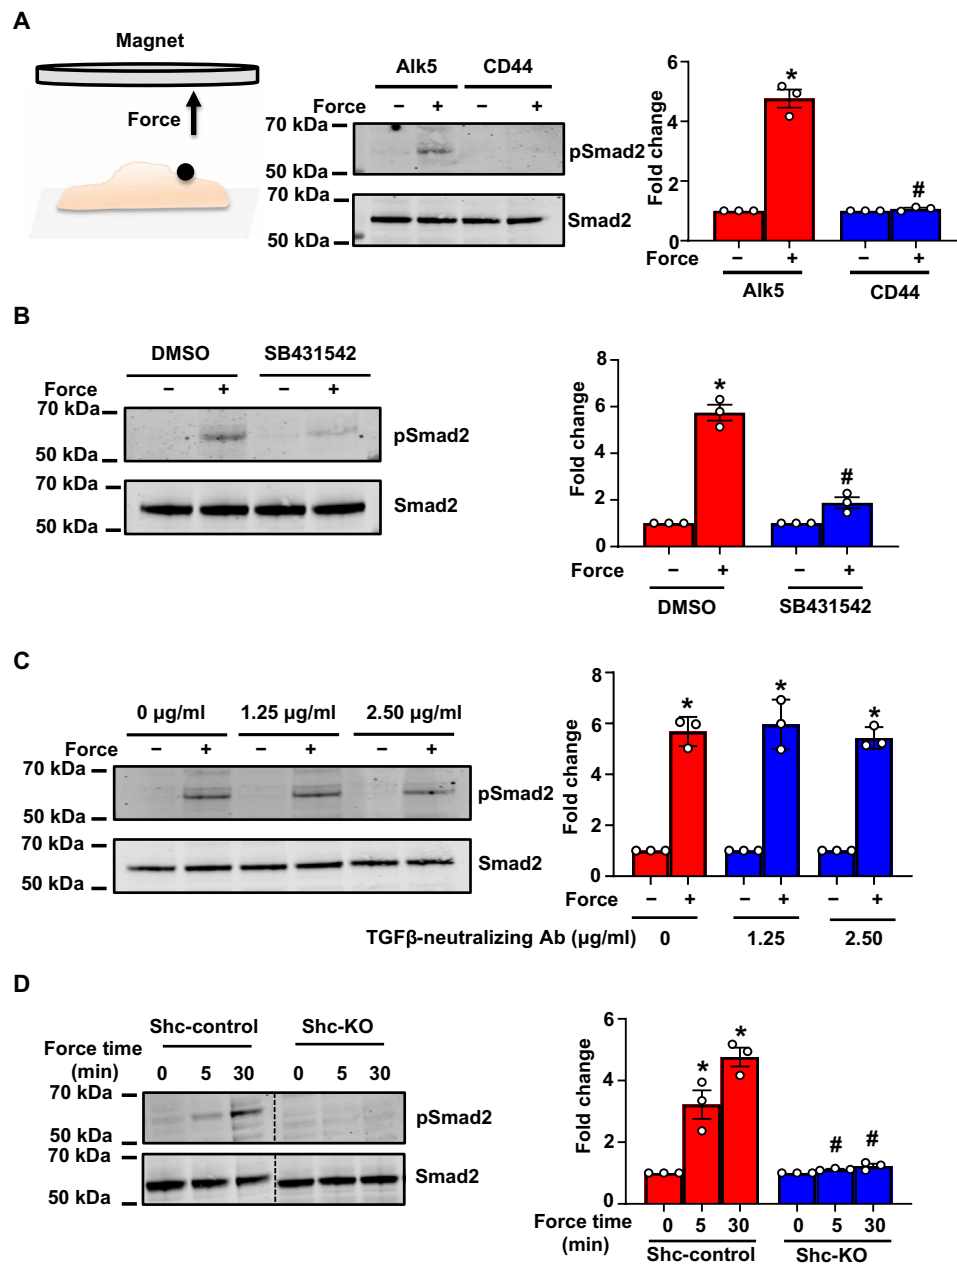 A
Magnet
Force
Alk5 CD44
Force − + − +
70 kDa
pSmad2
50 kDa
70 kDa
Smad2
50 kDa
Fold change
6
4
2
0
* #
Force − + − +
Alk5 CD44
B
DMSO SB431542
Force − + − +
70 kDa
pSmad2
50 kDa
70 kDa
Smad2
50 kDa
Fold change
8
6
4
2
0
* #
Force − + − +
DMSO SB431542
C
0 µg/ml 1.25 µg/ml 2.50 µg/ml
Force − + − + − +
70 kDa
pSmad2
50 kDa
70 kDa
Smad2
50 kDa
Fold change
8
6
4
2
0
* * *
Force − + − + − +
TGFβ-neutralizing Ab (µg/ml) 0 1.25 2.50
D
Shc-control Shc-KO
Force time
(min) 0 5 30 0 5 30
70 kDa
pSmad2
50 kDa
70 kDa
Smad2
50 kDa
Fold change
6
4
2
0
* * # #
Force time 0 5 30 0 5 30
(min)
Shc-control Shc-KO